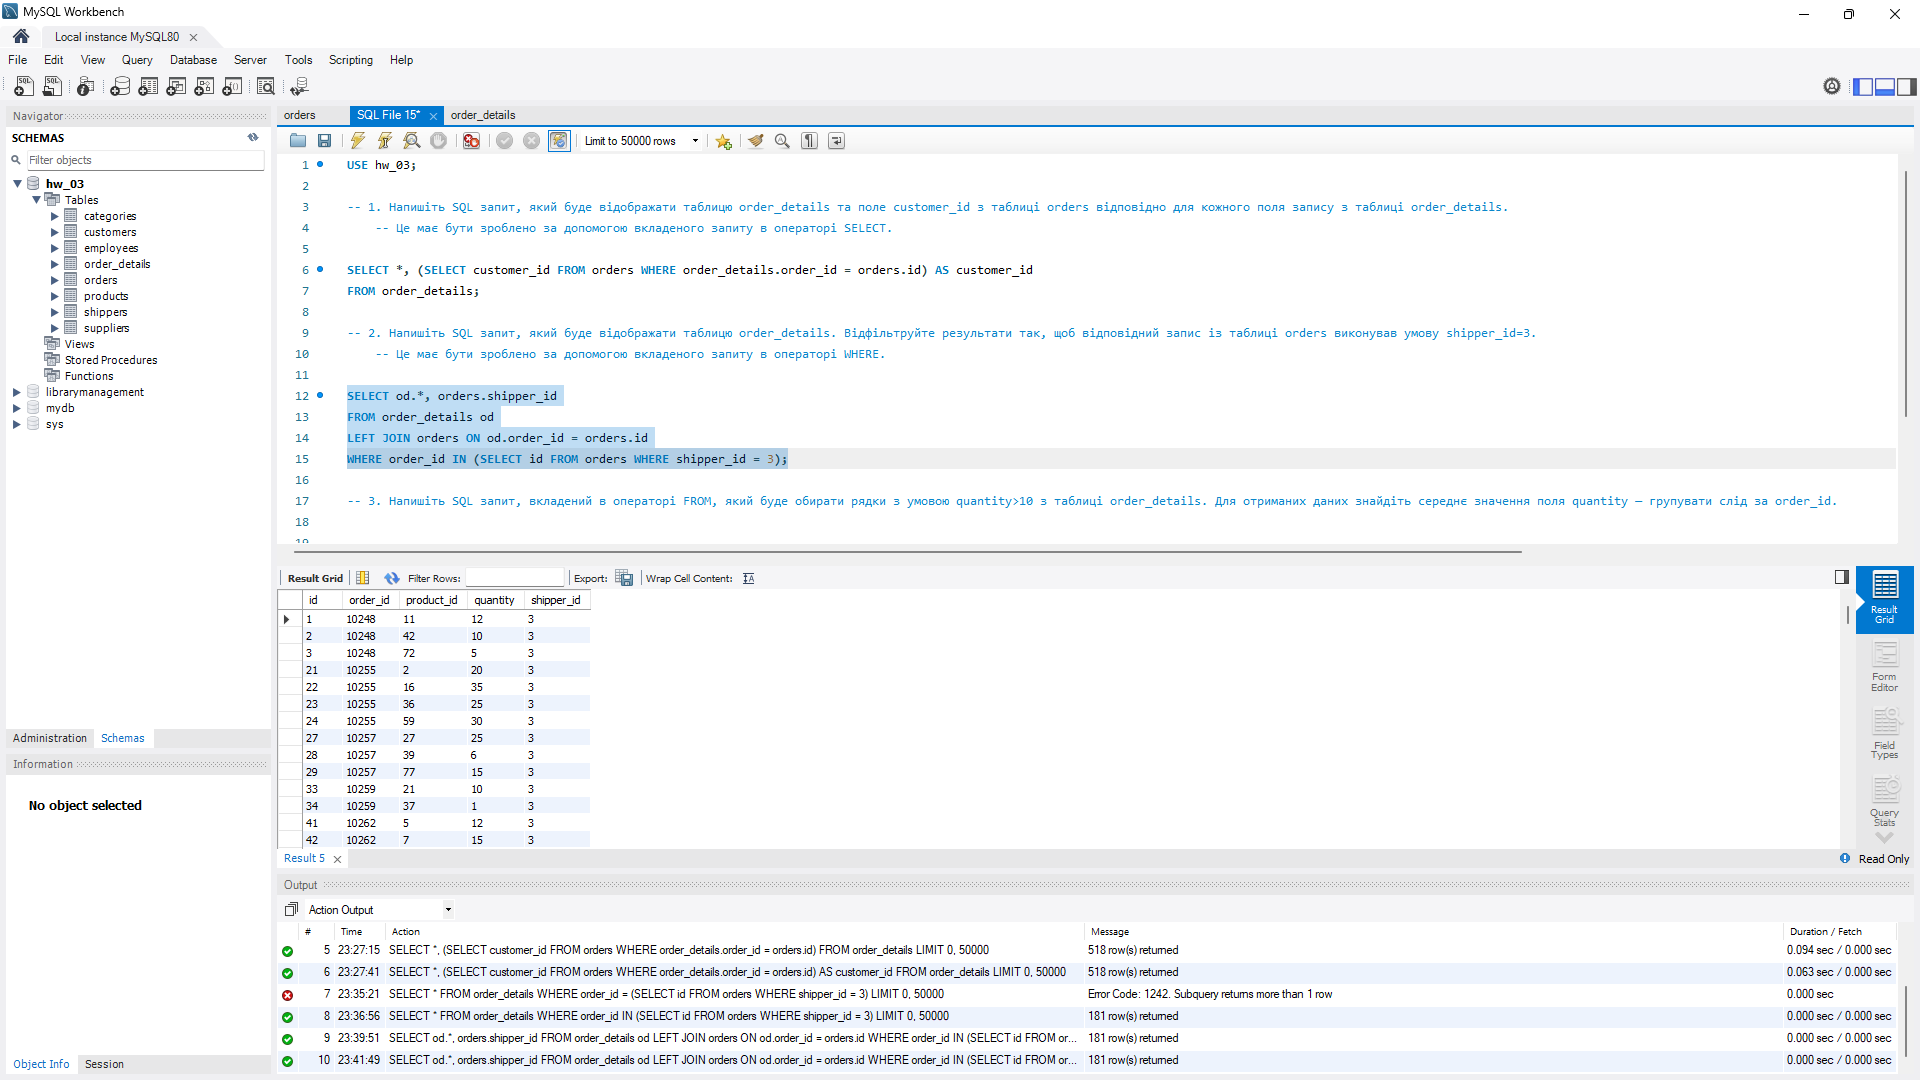 MySQL Workbench
Local instance MySQL80
File Edit View Query Database Server Tools Scripting Help
Navigator
SCHEMAS
Filter objects
hw_03
Tables
categories
customers
employees
order_details
orders
products
shippers
suppliers
Views
Stored Procedures
Functions
librarymanagement
mydb
sys
Administration Schemas
Information
No object selected
Object Info Session
orders SQL File 15* order_details
Limit to 50000 rows
1 USE hw_03;
2
3 -- 1. Напишіть SQL запит, який буде відображати таблицю order_details та поле customer_id з таблиці orders відповідно для кожного поля запису з таблиці order_details.
4 -- Це має бути зроблено за допомогою вкладеного запиту в операторі SELECT.
5
6 SELECT *, (SELECT customer_id FROM orders WHERE order_details.order_id = orders.id) AS customer_id
7 FROM order_details;
8
9 -- 2. Напишіть SQL запит, який буде відображати таблицю order_details. Відфільтруйте результати так, щоб відповідний запис із таблиці orders виконував умову shipper_id=3.
10 -- Це має бути зроблено за допомогою вкладеного запиту в операторі WHERE.
11
12 SELECT od.*, orders.shipper_id
13 FROM order_details od
14 LEFT JOIN orders ON od.order_id = orders.id
15 WHERE order_id IN (SELECT id FROM orders WHERE shipper_id = 3);
16
17 -- 3. Напишіть SQL запит, вкладений в операторі FROM, який буде обирати рядки з умовою quantity>10 з таблиці order_details. Для отриманих даних знайдіть середнє значення поля quantity — групувати слід за order_id.
18
19
Result Grid Filter Rows: Export: Wrap Cell Content:
id order_id product_id quantity shipper_id
1 10248 11 12 3
2 10248 42 10 3
3 10248 72 5 3
21 10255 2 20 3
22 10255 16 35 3
23 10255 36 25 3
24 10255 59 30 3
27 10257 27 25 3
28 10257 39 6 3
29 10257 77 15 3
33 10259 21 10 3
34 10259 37 1 3
41 10262 5 12 3
42 10262 7 15 3
Result Grid
Form Editor
Field Types
Query Stats
Result 5
Read Only
Output
Action Output
# Time Action Message Duration / Fetch
5 23:27:15 SELECT *, (SELECT customer_id FROM orders WHERE order_details.order_id = orders.id) FROM order_details LIMIT 0, 50000 518 row(s) returned 0.094 sec / 0.000 sec
6 23:27:41 SELECT *, (SELECT customer_id FROM orders WHERE order_details.order_id = orders.id) AS customer_id FROM order_details LIMIT 0, 50000 518 row(s) returned 0.063 sec / 0.000 sec
7 23:35:21 SELECT * FROM order_details WHERE order_id = (SELECT id FROM orders WHERE shipper_id = 3) LIMIT 0, 50000 Error Code: 1242. Subquery returns more than 1 row 0.000 sec
8 23:36:56 SELECT * FROM order_details WHERE order_id IN (SELECT id FROM orders WHERE shipper_id = 3) LIMIT 0, 50000 181 row(s) returned 0.000 sec / 0.000 sec
9 23:39:51 SELECT od.*, orders.shipper_id FROM order_details od LEFT JOIN orders ON od.order_id = orders.id WHERE order_id IN (SELECT id FROM or... 181 row(s) returned 0.000 sec / 0.000 sec
10 23:41:49 SELECT od.*, orders.shipper_id FROM order_details od LEFT JOIN orders ON od.order_id = orders.id WHERE order_id IN (SELECT id FROM or... 181 row(s) returned 0.000 sec / 0.000 sec